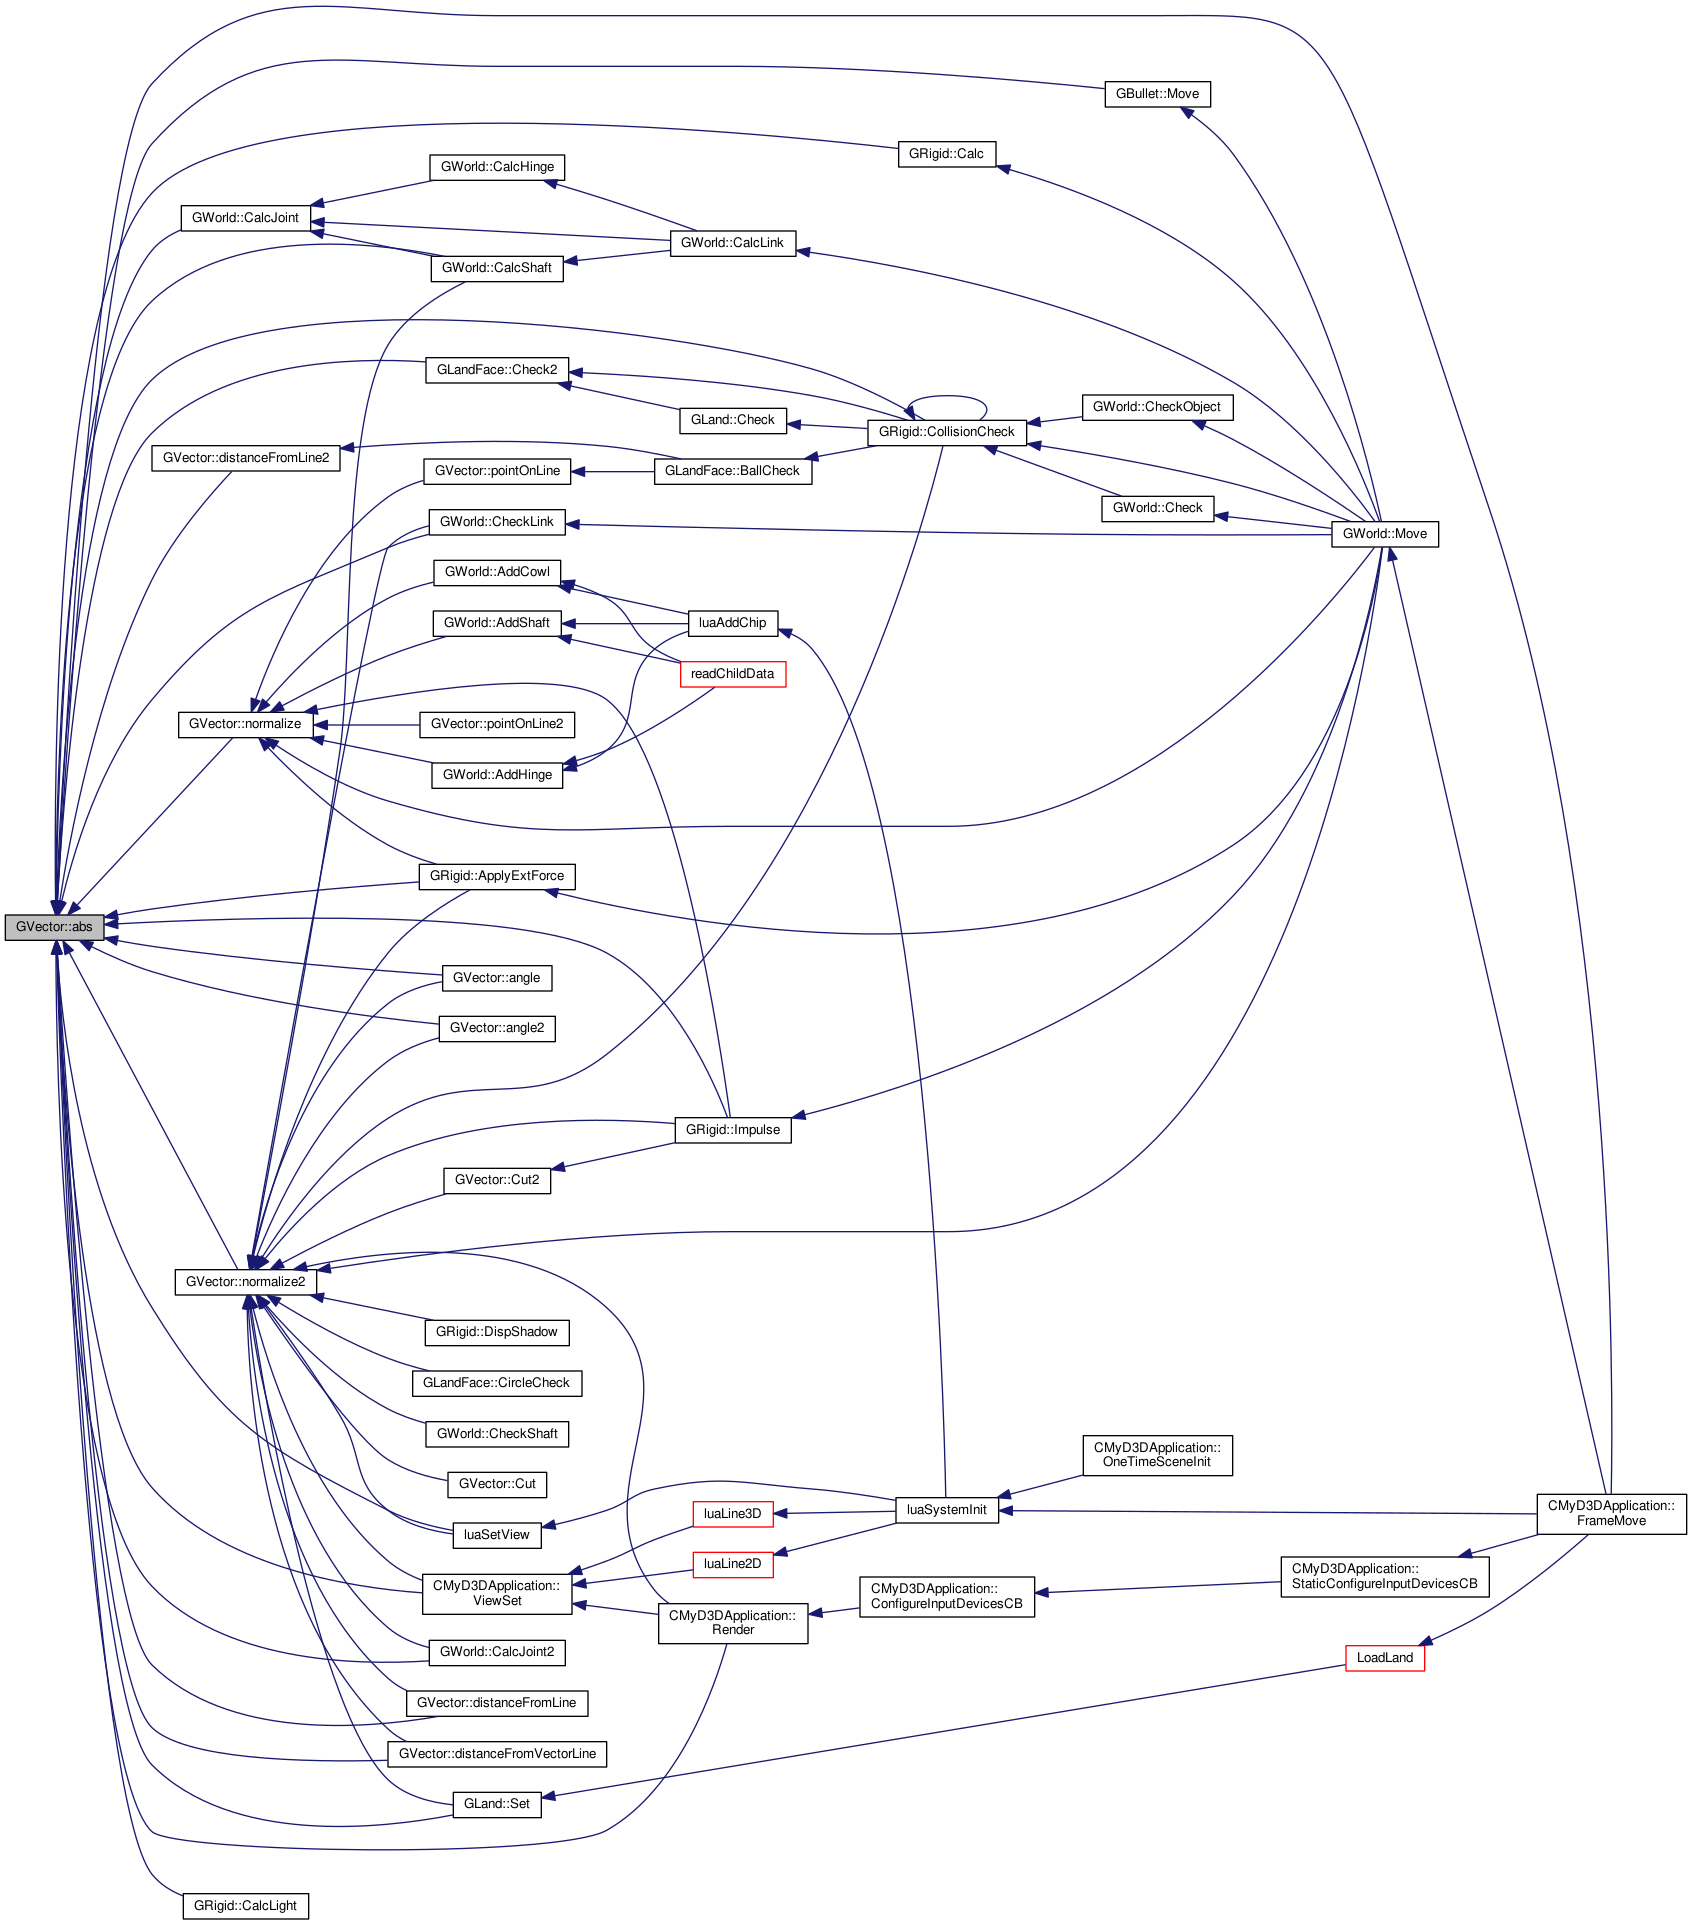 GBullet::Move
GRigid::Calc
GWorld::CalcHinge
GWorld::CalcJoint
GWorld::CalcLink
GWorld::CalcShaft
GLandFace::Check2
GWorld::CheckObject
GLand::Check
GRigid::CollisionCheck
GVector::distanceFromLine2
GVector::pointOnLine
GLandFace::BallCheck
GWorld::Check
GWorld::CheckLink
GWorld::Move
GWorld::AddCowl
GWorld::AddShaft
luaAddChip
readChildData
GVector::normalize
GVector::pointOnLine2
GWorld::AddHinge
GRigid::ApplyExtForce
GVector::abs
GVector::angle
GVector::angle2
GRigid::Impulse
GVector::Cut2
GVector::normalize2
GRigid::DispShadow
GLandFace::CircleCheck
GWorld::CheckShaft
CMyD3DApplication::
OneTimeSceneInit
GVector::Cut
luaLine3D
luaSystemInit
CMyD3DApplication::
FrameMove
luaSetView
luaLine2D
CMyD3DApplication::
StaticConfigureInputDevicesCB
CMyD3DApplication::
ViewSet
CMyD3DApplication::
ConfigureInputDevicesCB
CMyD3DApplication::
Render
GWorld::CalcJoint2
LoadLand
GVector::distanceFromLine
GVector::distanceFromVectorLine
GLand::Set
GRigid::CalcLight